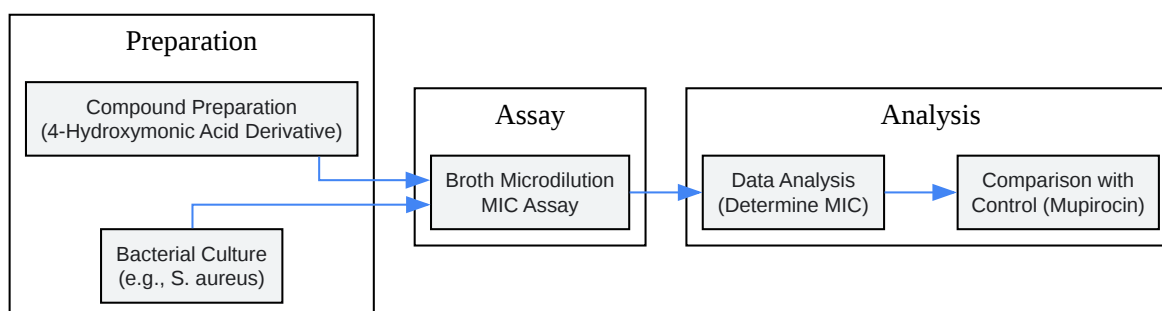 Preparation
Compound Preparation
(4-Hydroxymonic Acid Derivative)
Bacterial Culture
(e.g., S. aureus)
Assay
Broth Microdilution
MIC Assay
Analysis
Data Analysis
(Determine MIC)
Comparison with
Control (Mupirocin)